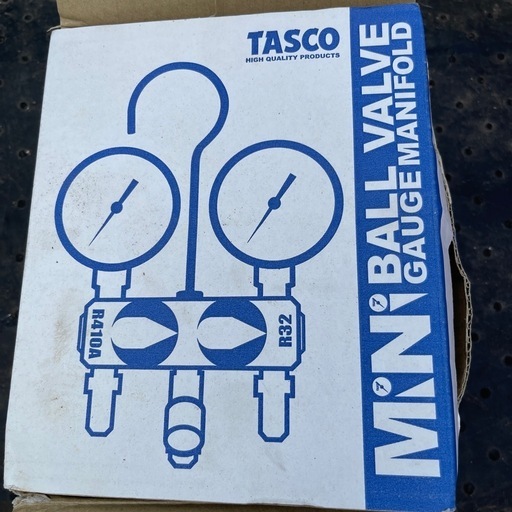 TASCO
HIGH QUALITY PRODUCTS
R410A
R32
MINI
BALL VALVE
GAUGE MANIFOLD